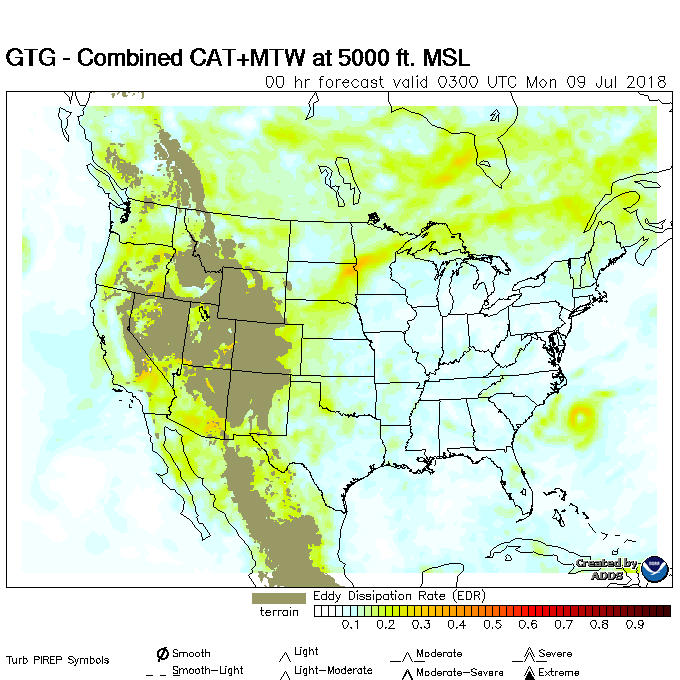 GTG - Combined CAT+MTW at 5000 ft. MSL
00 hr forecast valid 0300 UTC Mon 09 Jul 2018
Created by
ADDS
NOAA
terrain
Eddy Dissipation Rate (EDR)
0.1 0.2 0.3 0.4 0.5 0.6 0.7 0.8 0.9
Turb PIREP Symbols
Smooth Light Moderate Severe
Smooth-Light Light-Moderate Moderate-Severe Extreme